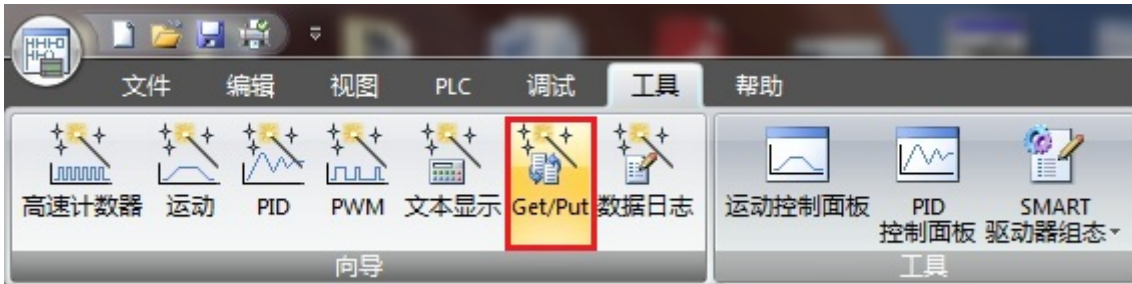 文件 编辑 视图 PLC 调试 工具 帮助
高速计数器 运动 PID PWM 文本显示 Get/Put 数据日志 运动控制面板 PID 控制面板 SMART 驱动器组态
向导 工具